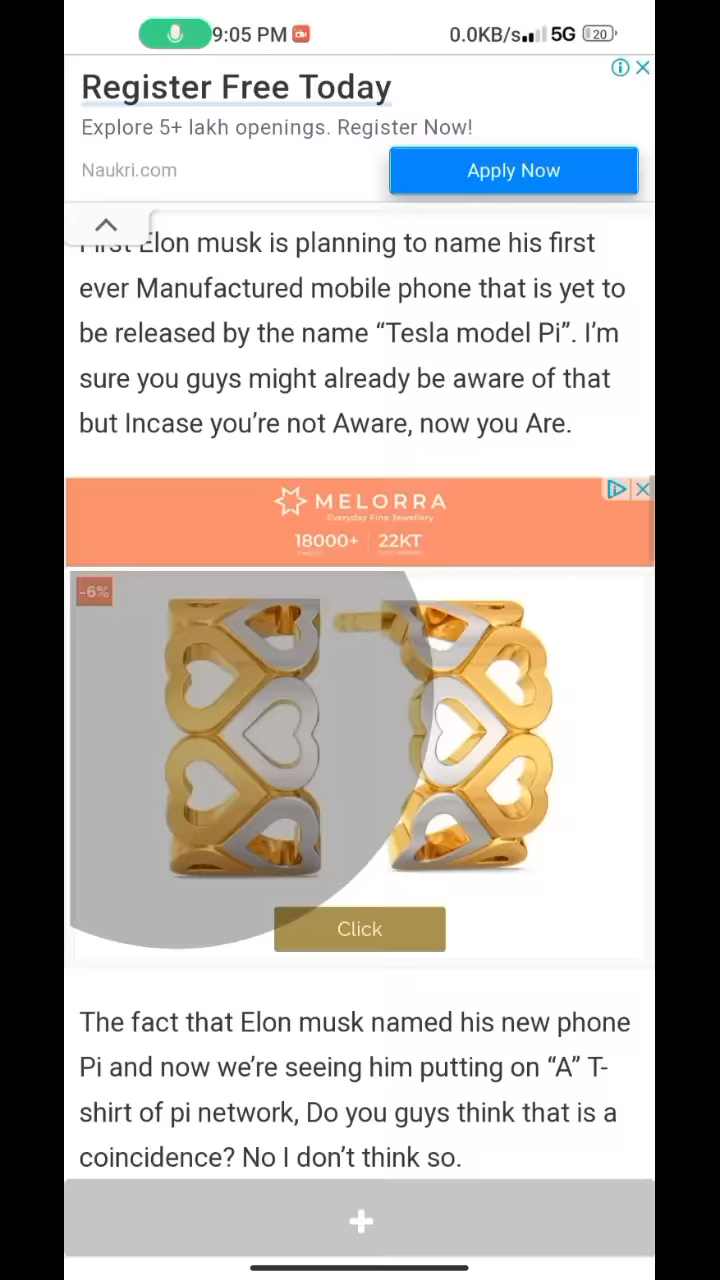 9:05 PM 0.0KB/s 5G 20
Register Free Today
Explore 5+ lakh openings. Register Now!
Naukri.com
Apply Now
First Elon musk is planning to name his first
ever Manufactured mobile phone that is yet to
be released by the name “Tesla model Pi”. I’m
sure you guys might already be aware of that
but Incase you’re not Aware, now you Are.
MELORRA
Everyday Fine Jewellery
18000+ 22KT
-6%
Click
The fact that Elon musk named his new phone
Pi and now we’re seeing him putting on “A” T-
shirt of pi network, Do you guys think that is a
coincidence? No I don’t think so.